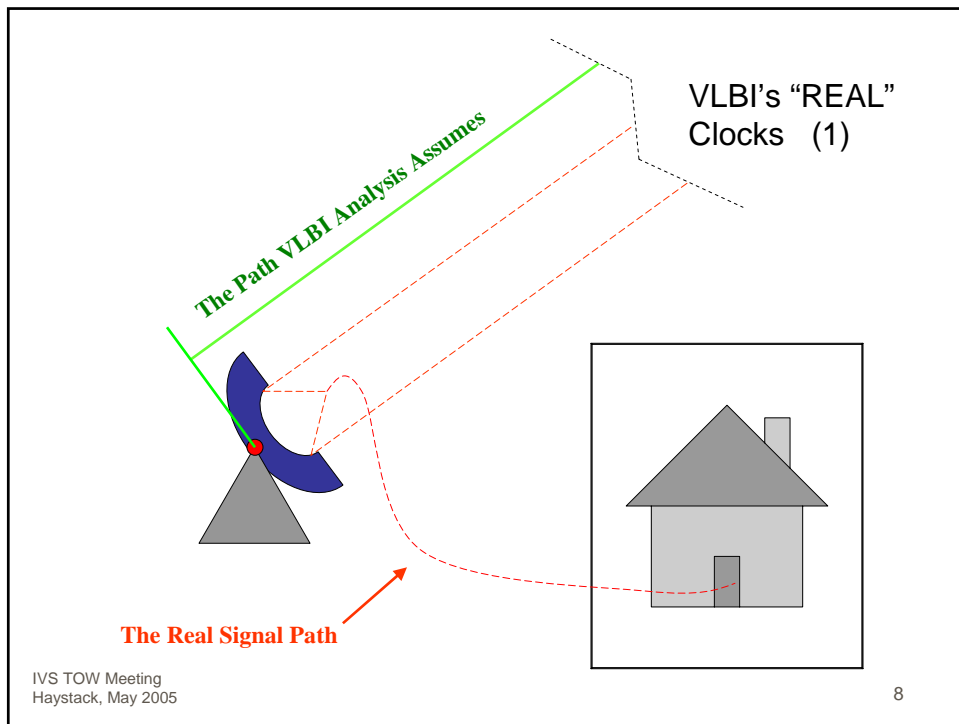 VLBI's “REAL”
Clocks (1)
The Path VLBI Analysis Assumes
The Real Signal Path
IVS TOW Meeting
Haystack, May 2005
8